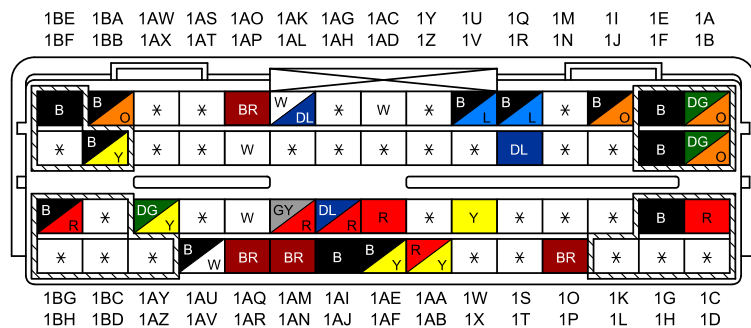 1BE 1BA 1AW 1AS 1AO 1AK 1AG 1AC 1Y 1U 1Q 1M 1I 1E 1A
1BF 1BB 1AX 1AT 1AP 1AL 1AH 1AD 1Z 1V 1R 1N 1J 1F 1B
B B O * * BR W DL * W * B L B L * B O B DG O
* B Y * * W * * * * * DL * * B DG O
B R * DG Y * W GY R DL R R * Y * * * B R
* * * B W BR BR B B Y R Y * * BR * * *
1BG 1BC 1AY 1AU 1AQ 1AM 1AI 1AE 1AA 1W 1S 1O 1K 1G 1C
1BH 1BD 1AZ 1AV 1AR 1AN 1AJ 1AF 1AB 1X 1T 1P 1L 1H 1D